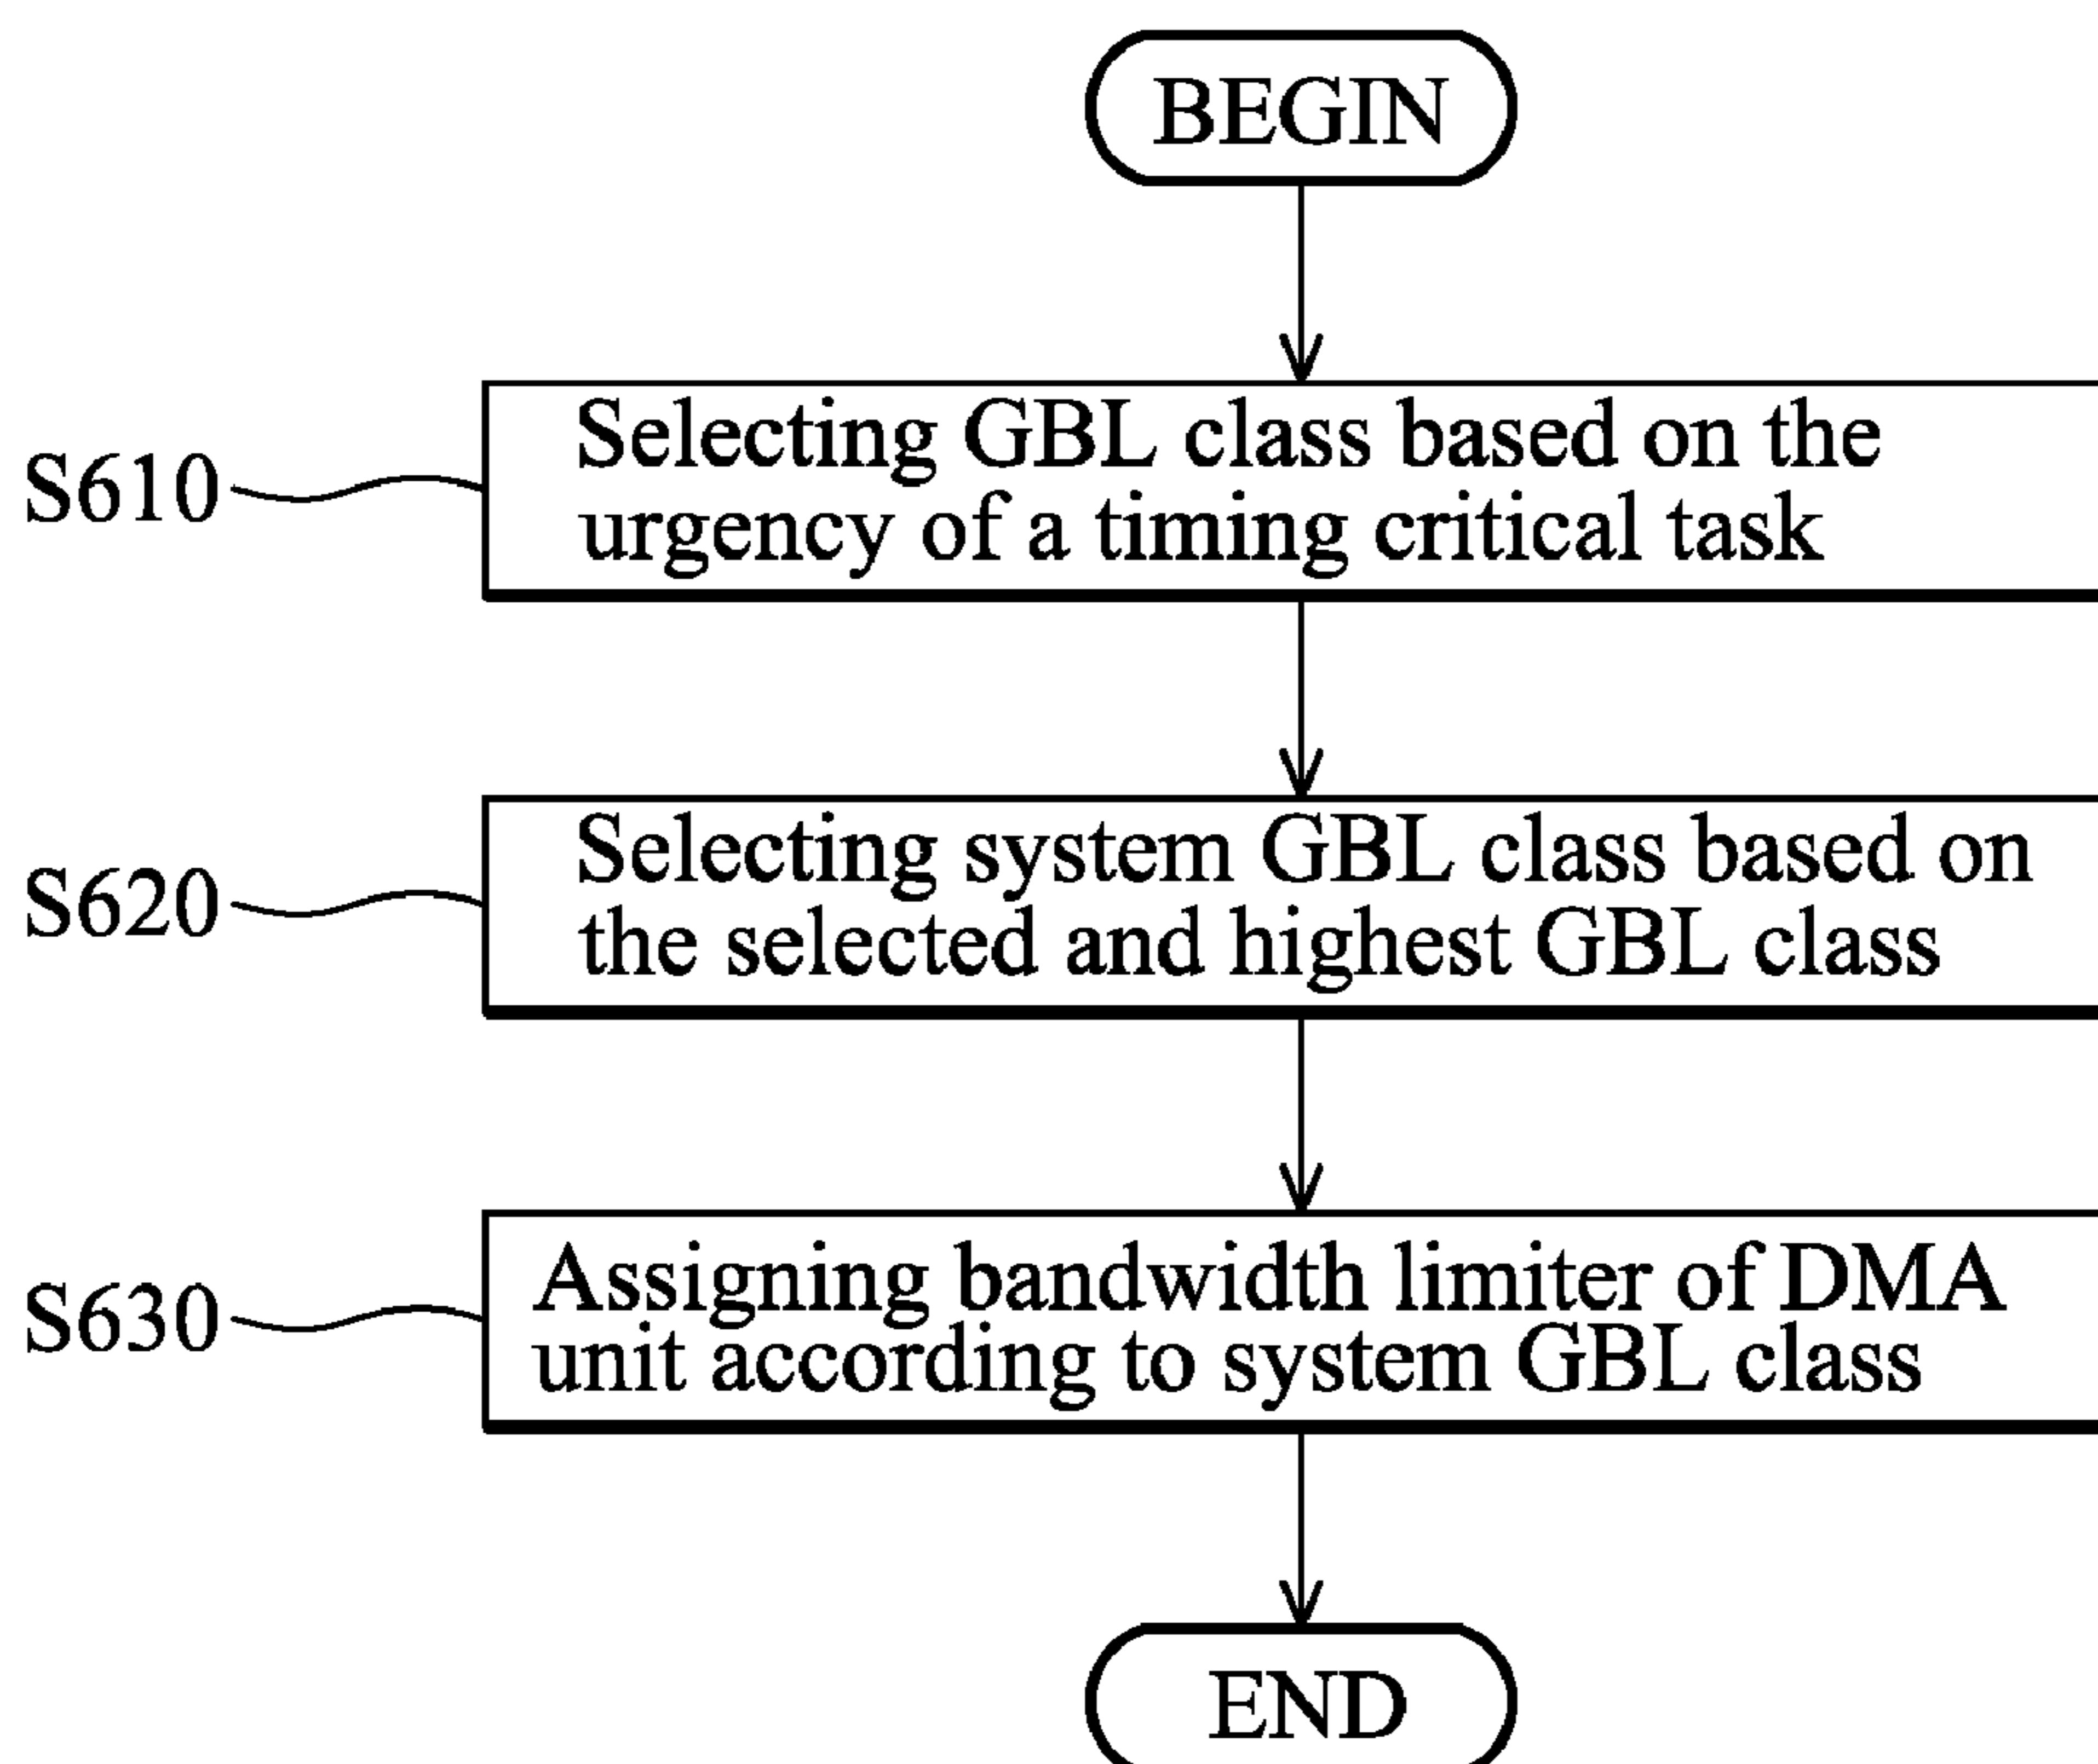 BEGIN
S610
Selecting GBL class based on the
urgency of a timing critical task
S620
Selecting system GBL class based on
the selected and highest GBL class
S630
Assigning bandwidth limiter of DMA
unit according to system GBL class
END